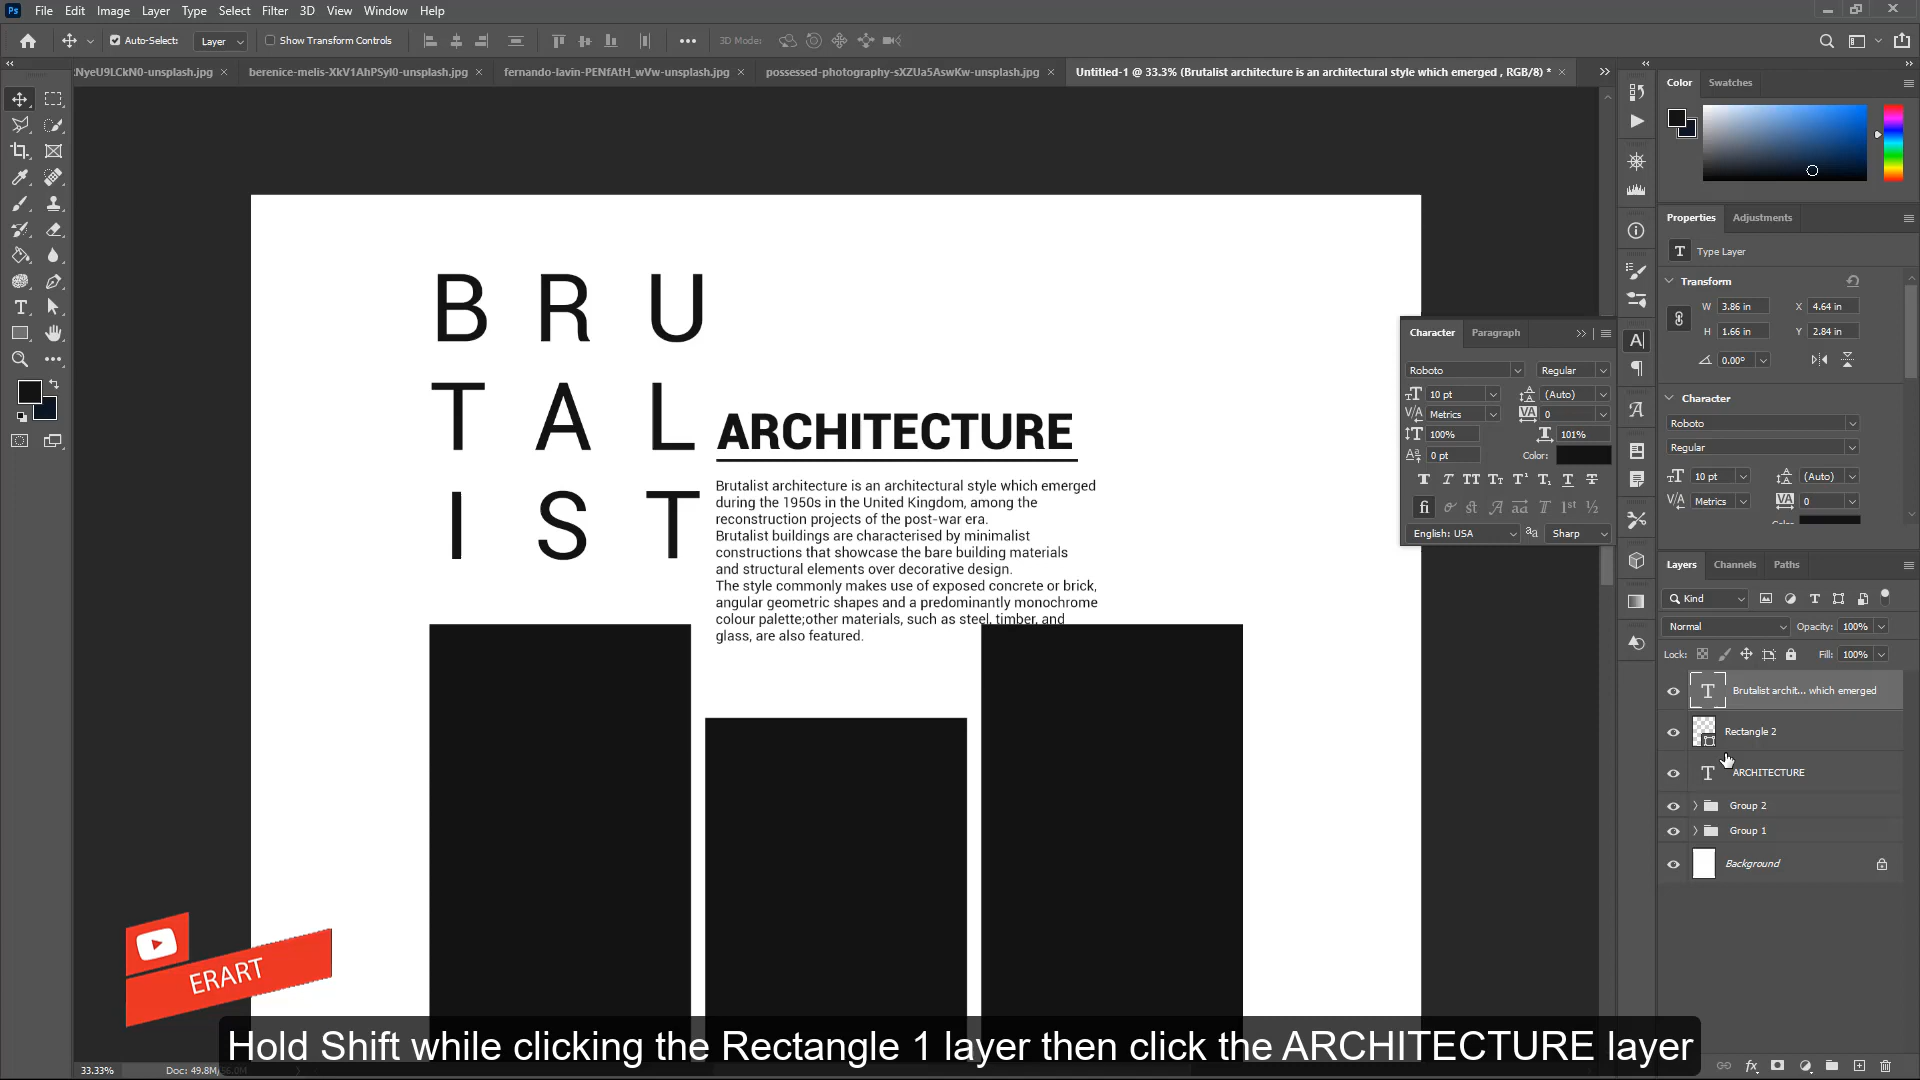 Ps File Edit Image Layer Type Select Filter 3D View Window Help
Auto-Select: Layer Show Transform Controls 3D Mode:
NyeU9LCkN0-unsplash.jpg berenice-melis-XkV1AhPSyI0-unsplash.jpg fernando-lavin-PENfAtH_wVw-unsplash.jpg possessed-photography-sXZUa5AswKw-unsplash.jpg Untitled-1 @ 33.3% (Brutalist architecture is an architectural style which emerged , RGB/8) *
Color Swatches
Properties Adjustments
Type Layer
Transform
W 3.86 in X 4.64 in
H 1.66 in Y 2.84 in
0.00°
Character
Roboto
Regular
10 pt (Auto)
Metrics 0
Character Paragraph
Roboto Regular
10 pt (Auto)
Metrics 0
100% 101%
0 pt Color:
English: USA Sharp
B R U
T A L
I S T
ARCHITECTURE
Brutalist architecture is an architectural style which emerged
during the 1950s in the United Kingdom, among the
reconstruction projects of the post-war era.
Brutalist buildings are characterised by minimalist
constructions that showcase the bare building materials
and structural elements over decorative design.
The style commonly makes use of exposed concrete or brick,
angular geometric shapes and a predominantly monochrome
colour palette;other materials, such as steel, timber, and
glass, are also featured.
Layers Channels Paths
Kind
Normal Opacity: 100%
Lock: Fill: 100%
Brutalist archit... which emerged
Rectangle 2
ARCHITECTURE
Group 2
Group 1
Background
ERART
Hold Shift while clicking the Rectangle 1 layer then click the ARCHITECTURE layer
33.33% Doc: 49.8M/